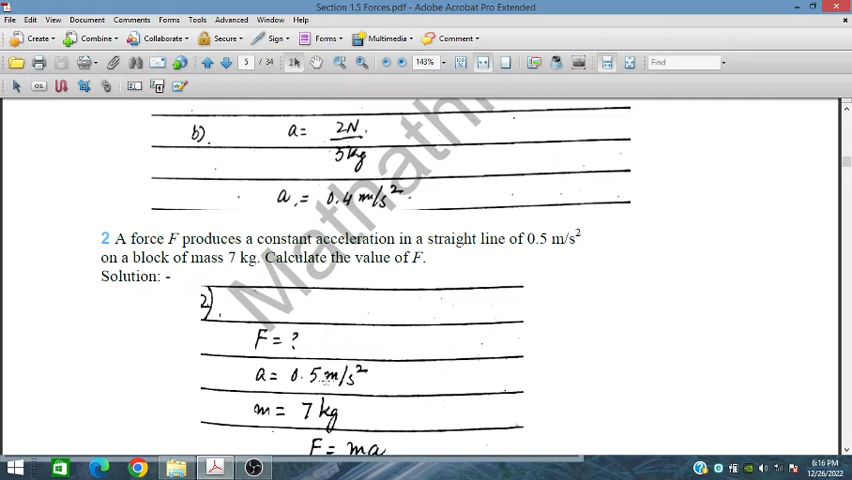 Section 1.5 Forces.pdf - Adobe Acrobat Pro Extended
File Edit View Document Comments Forms Tools Advanced Window Help
Create Combine Collaborate Secure Sign Forms Multimedia Comment
5 / 34 143% Find
b). a = 2N
5kg
a = 0.4 m/s²
2 A force F produces a constant acceleration in a straight line of 0.5 m/s²
on a block of mass 7 kg. Calculate the value of F.
Solution: -
2).
F = ?
a = 0.5 m/s²
m = 7 kg
F = ma
6:16 PM
12/26/2022